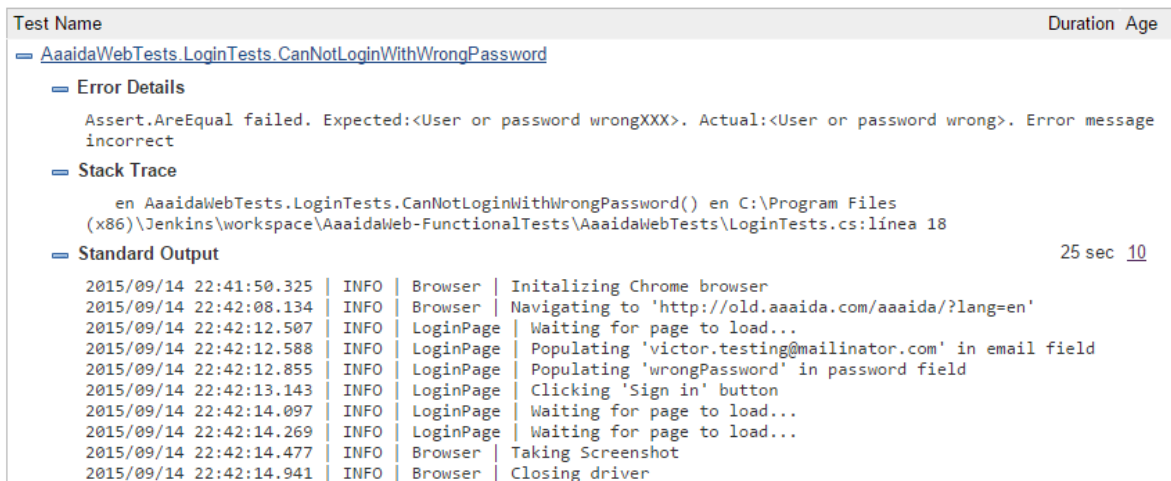 Test Name Duration Age
AaaidaWebTests.LoginTests.CanNotLoginWithWrongPassword
Error Details
Assert.AreEqual failed. Expected:<User or password wrongXXX>. Actual:<User or password wrong>. Error message
incorrect
Stack Trace
en AaaidaWebTests.LoginTests.CanNotLoginWithWrongPassword() en C:\Program Files
(x86)\Jenkins\workspace\AaaidaWeb-FunctionalTests\AaaidaWebTests\LoginTests.cs:línea 18
Standard Output 25 sec 10
2015/09/14 22:41:50.325 | INFO | Browser | Initalizing Chrome browser
2015/09/14 22:42:08.134 | INFO | Browser | Navigating to 'http://old.aaaida.com/aaaida/?lang=en'
2015/09/14 22:42:12.507 | INFO | LoginPage | Waiting for page to load...
2015/09/14 22:42:12.588 | INFO | LoginPage | Populating 'victor.testing@mailinator.com' in email field
2015/09/14 22:42:12.855 | INFO | LoginPage | Populating 'wrongPassword' in password field
2015/09/14 22:42:13.143 | INFO | LoginPage | Clicking 'Sign in' button
2015/09/14 22:42:14.097 | INFO | LoginPage | Waiting for page to load...
2015/09/14 22:42:14.269 | INFO | LoginPage | Waiting for page to load...
2015/09/14 22:42:14.477 | INFO | Browser | Taking Screenshot
2015/09/14 22:42:14.941 | INFO | Browser | Closing driver